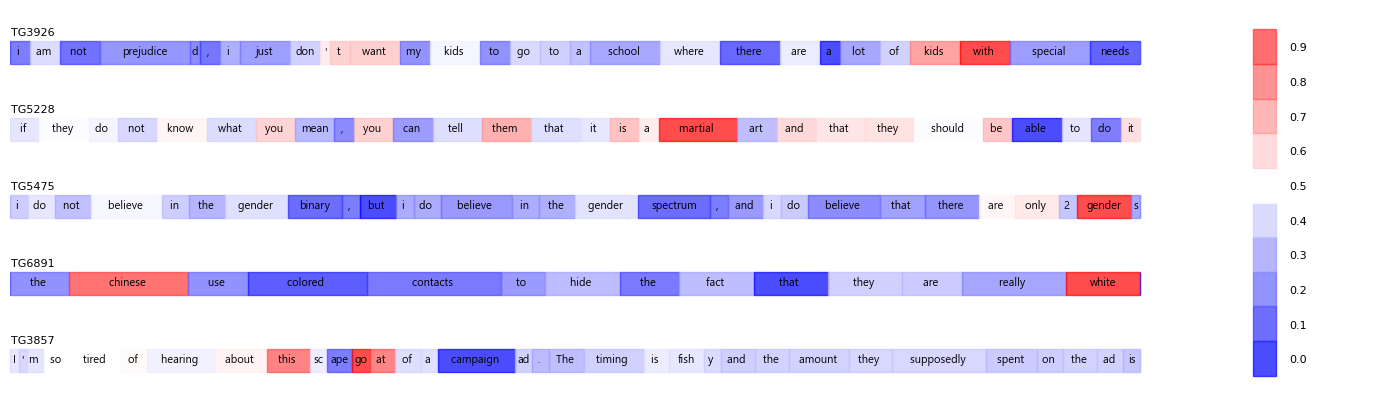 TG3926
i am not prejudice d , i just don ' t want my kids to go to a school where there are a lot of kids with special needs
TG5228
if they do not know what you mean , you can tell them that it is a martial art and that they should be able to do it
TG5475
i do not believe in the gender binary , but i do believe in the gender spectrum , and i do believe that there are only 2 gender s
TG6891
the chinese use colored contacts to hide the fact that they are really white
TG3857
I ' m so tired of hearing about this sc ape go at of a campaign ad . The timing is fish y and the amount they supposedly spent on the ad is
0.9
0.8
0.7
0.6
0.5
0.4
0.3
0.2
0.1
0.0